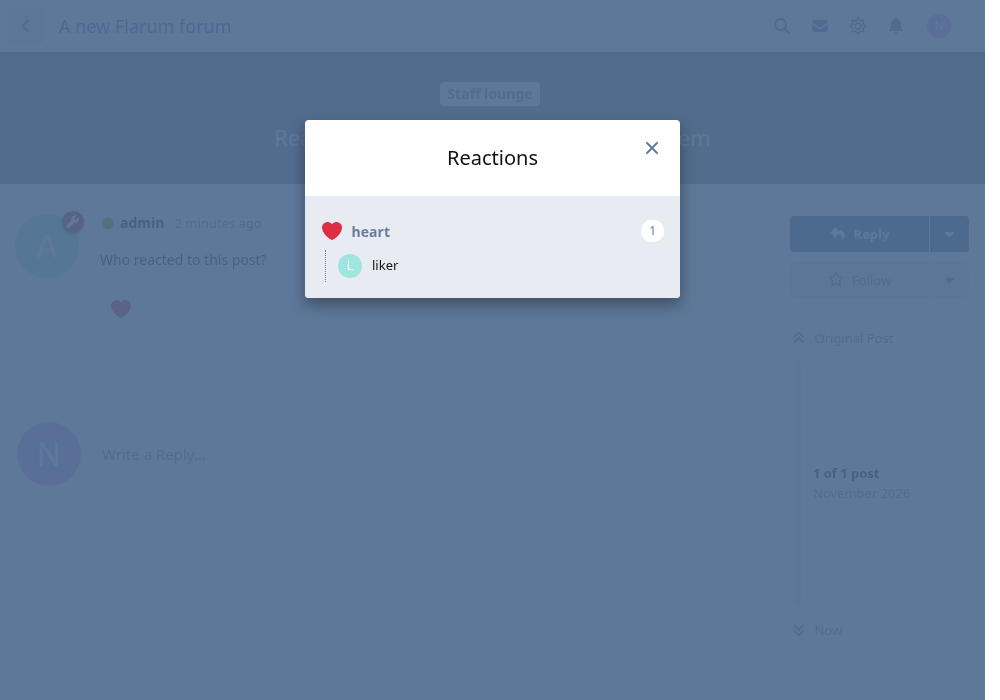 A new Flarum forum
N
Staff lounge
Reactions
heart
1
L
liker
A
admin 2 minutes ago
Who reacted to this post?
Reply
Follow
Original Post
1 of 1 post
November 2026
Now
N
Write a Reply...